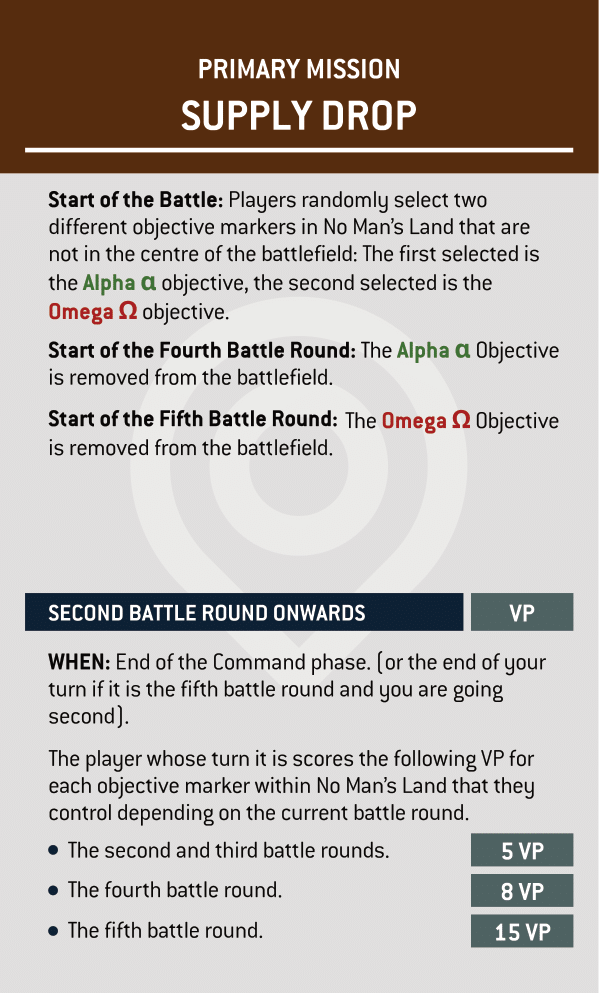 PRIMARY MISSION
SUPPLY DROP
Start of the Battle: Players randomly select two
different objective markers in No Man's Land that are
not in the centre of the battlefield: The first selected is
the Alpha α objective, the second selected is the
Omega Ω objective.
Start of the Fourth Battle Round: The Alpha α Objective
is removed from the battlefield.
Start of the Fifth Battle Round: The Omega Ω Objective
is removed from the battlefield.
SECOND BATTLE ROUND ONWARDS VP
WHEN: End of the Command phase. (or the end of your
turn if it is the fifth battle round and you are going
second).
The player whose turn it is scores the following VP for
each objective marker within No Man's Land that they
control depending on the current battle round.
• The second and third battle rounds. 5 VP
• The fourth battle round. 8 VP
• The fifth battle round. 15 VP